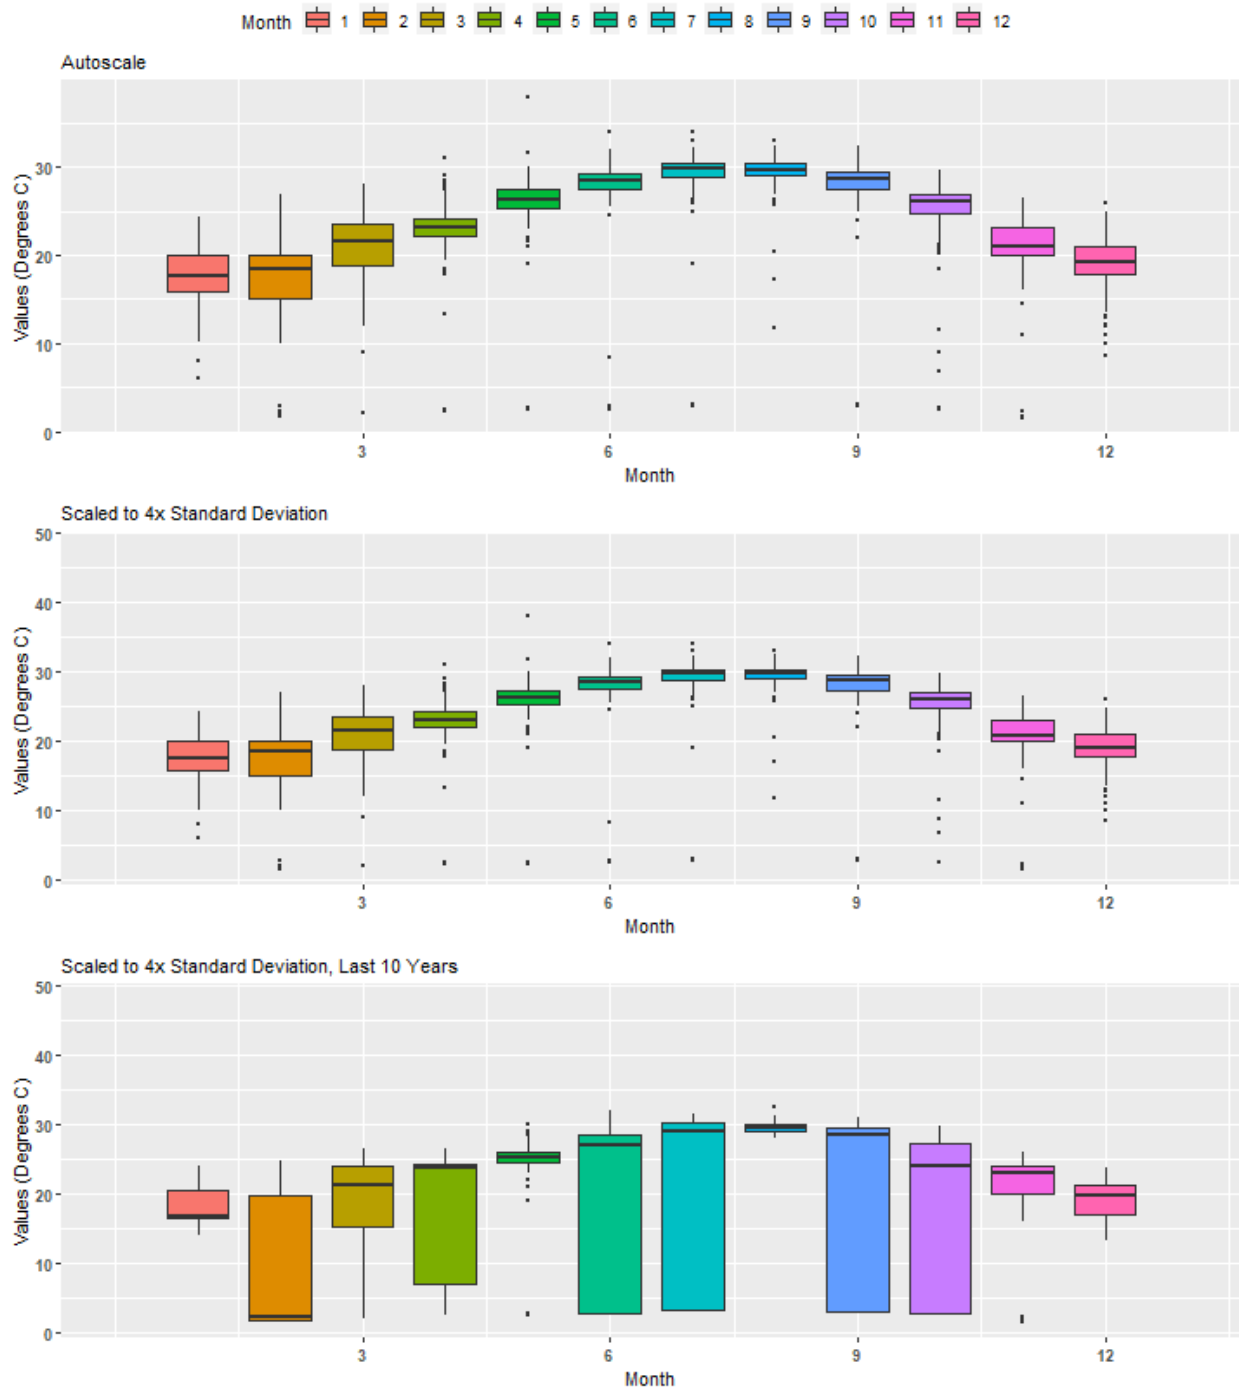 Month 1 2 3 4 5 6 7 8 9 10 11 12
Autoscale
Values (Degrees C)
30
20
10
0
3 6 9 12
Month
Scaled to 4x Standard Deviation
Values (Degrees C)
50
40
30
20
10
0
3 6 9 12
Month
Scaled to 4x Standard Deviation, Last 10 Years
Values (Degrees C)
50
40
30
20
10
0
3 6 9 12
Month